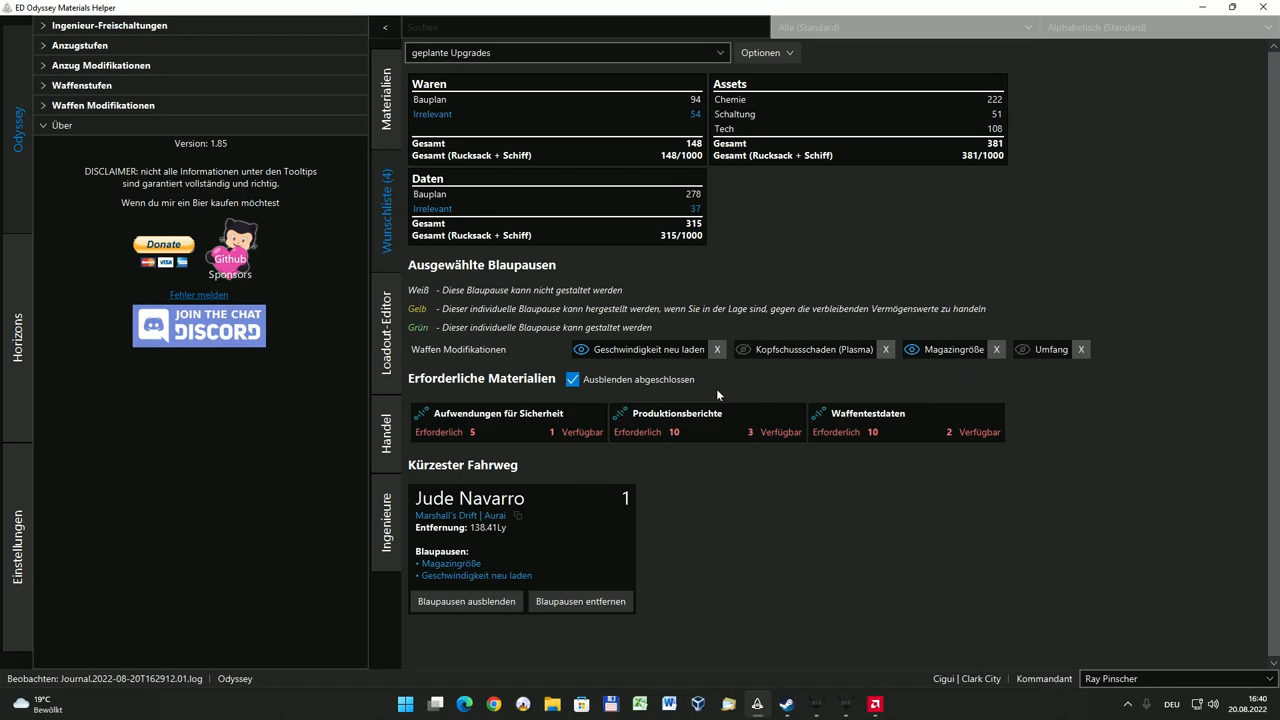 ED Odyssey Materials Helper
Ingenieur-Freischaltungen
Anzugstufen
Anzug Modifikationen
Waffenstufen
Waffen Modifikationen
Über
Version: 1.85
DISCLAIMER: nicht alle Informationen unter den Tooltips
sind garantiert vollständig und richtig.
Wenn du mir ein Bier kaufen möchtest
Donate
VISA
Github
Sponsors
Fehler melden
JOIN THE CHAT
DISCORD
Odyssey
Horizons
Einstellungen
<
Materialien
Wunschliste (4)
Loadout-Editor
Handel
Ingenieure
Suchen
Alle (Standard)
Alphabetisch (Standard)
geplante Upgrades
Optionen
Waren
Bauplan 94
Irrelevant 54
Gesamt 148
Gesamt (Rucksack + Schiff) 148/1000
Assets
Chemie 222
Schaltung 51
Tech 108
Gesamt 381
Gesamt (Rucksack + Schiff) 381/1000
Daten
Bauplan 278
Irrelevant 37
Gesamt 315
Gesamt (Rucksack + Schiff) 315/1000
Ausgewählte Blaupausen
Weiß - Diese Blaupause kann nicht gestaltet werden
Gelb - Dieser individuelle Blaupause kann hergestellt werden, wenn Sie in der Lage sind, gegen die verbleibenden Vermögenswerte zu handeln
Grün - Dieser individuelle Blaupause kann gestaltet werden
Waffen Modifikationen Geschwindigkeit neu laden X Kopfschussschaden (Plasma) X Magazingröße X Umfang X
Erforderliche Materialien Ausblenden abgeschlossen
Aufwendungen für Sicherheit
Erforderlich 5 1 Verfügbar
Produktionsberichte
Erforderlich 10 3 Verfügbar
Waffentestdaten
Erforderlich 10 2 Verfügbar
Kürzester Fahrweg
Jude Navarro 1
Marshall's Drift | Aurai
Entfernung: 138.41Ly
Blaupausen:
• Magazingröße
• Geschwindigkeit neu laden
Blaupausen ausblenden
Blaupausen entfernen
Beobachten: Journal.2022-08-20T162912.01.log
Odyssey
Cigui | Clark City
Kommandant
Ray Pinscher
19°C
Bewölkt
DEU
16:40
20.08.2022